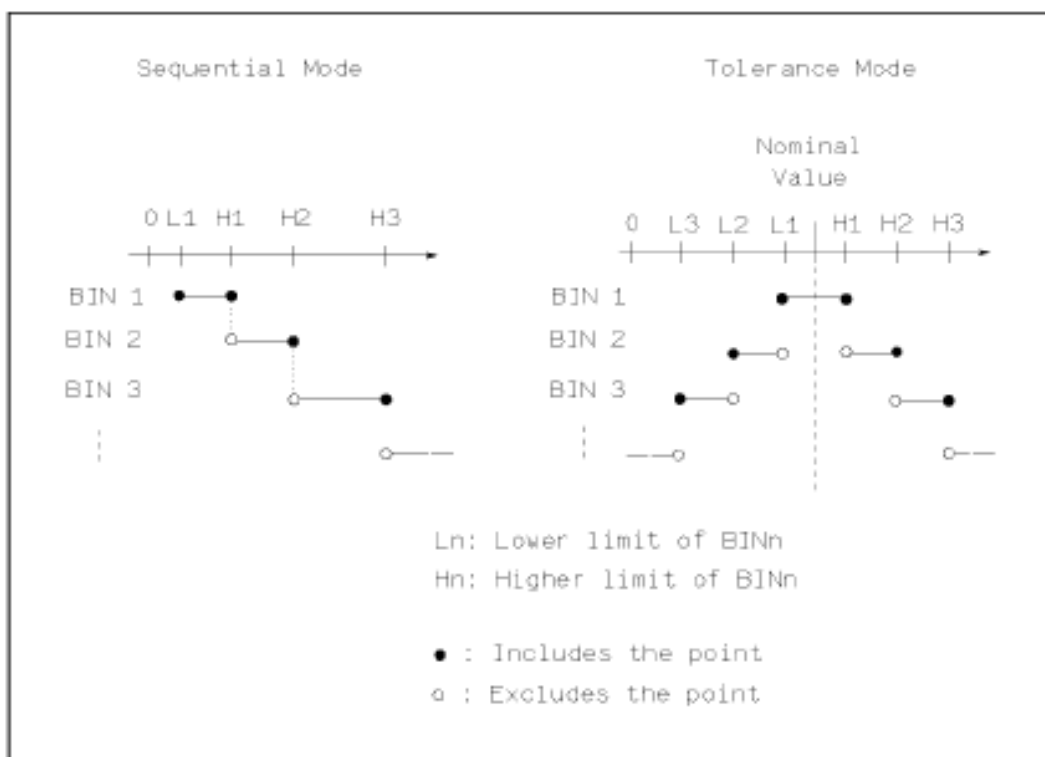 Sequential Mode
0 L1 H1 H2 H3
BIN 1
BIN 2
BIN 3
Tolerance Mode
Nominal
Value
0 L3 L2 L1 H1 H2 H3
BIN 1
BIN 2
BIN 3
Ln: Lower limit of BINn
Hn: Higher limit of BINn
● : Includes the point
○ : Excludes the point